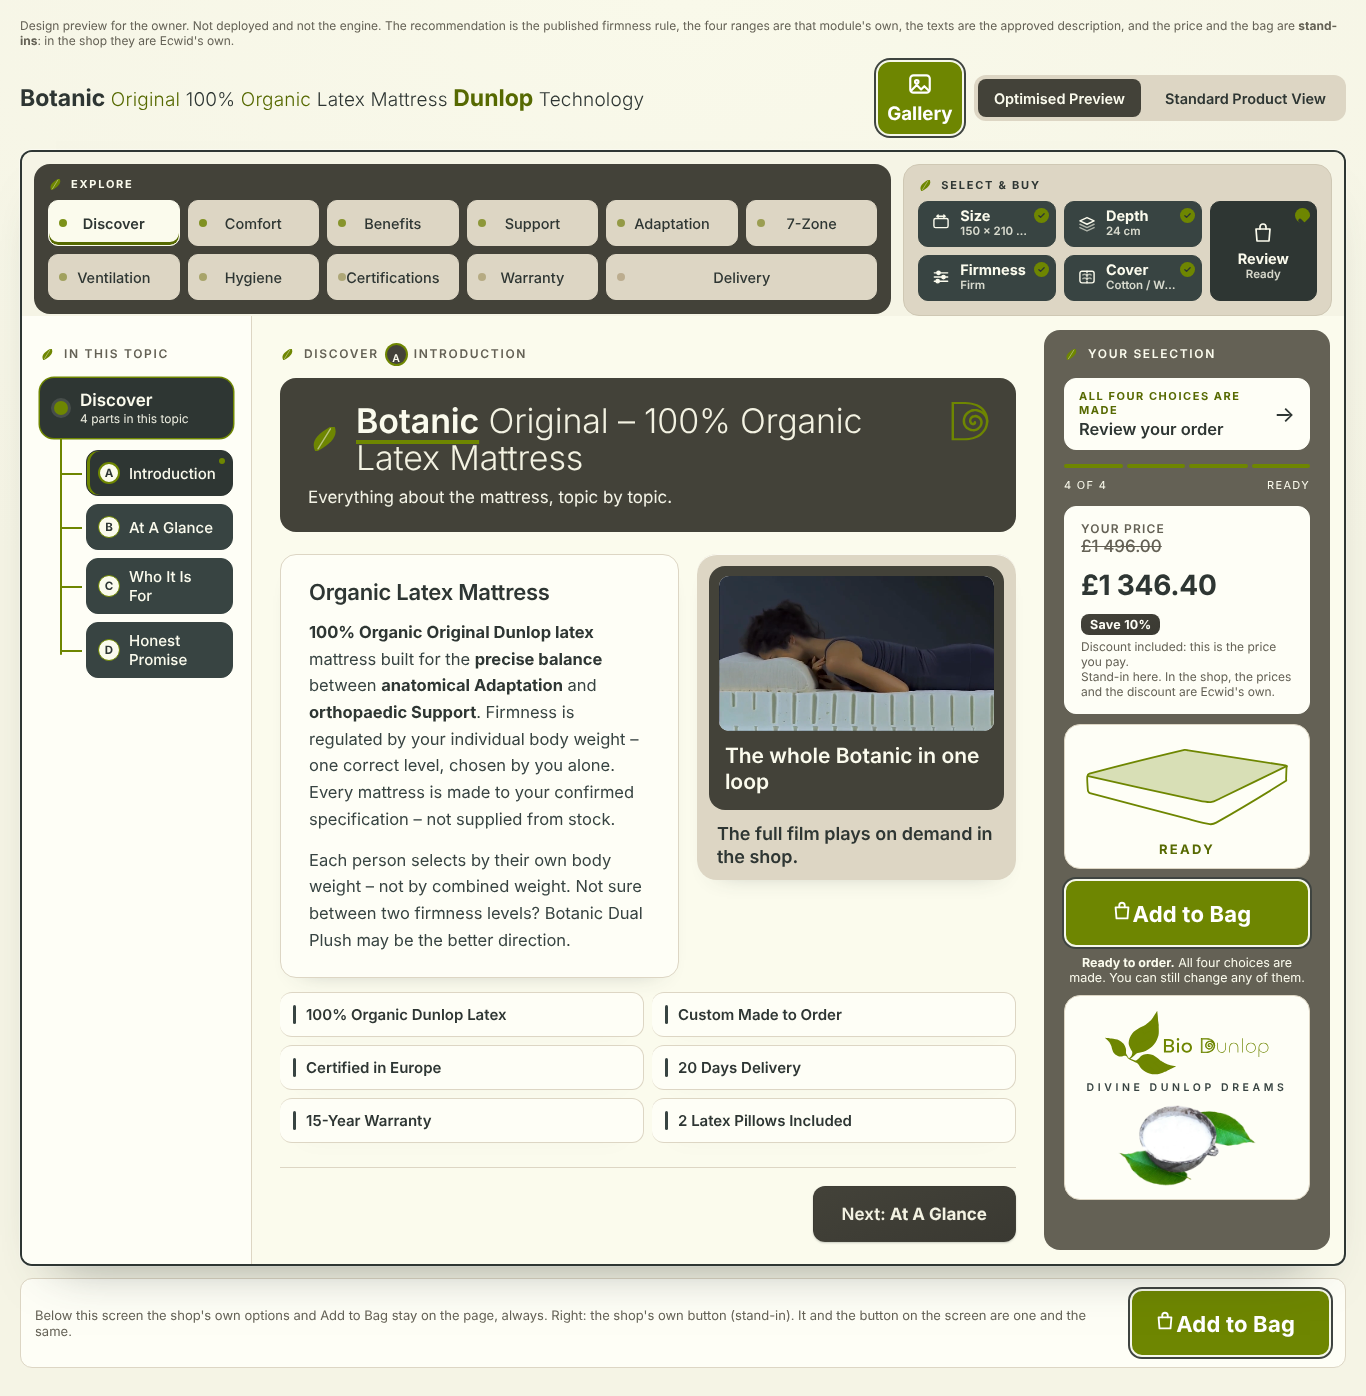 Design preview for the owner. Not deployed and not the engine. The recommendation is the published firmness rule, the four ranges are that module's own, the texts are the approved description, and the price and the bag are stand-
ins: in the shop they are Ecwid's own.
Botanic Original 100% Organic Latex Mattress Dunlop Technology
Gallery
Optimised Preview
Standard Product View
EXPLORE
Discover
Comfort
Benefits
Support
Adaptation
7-Zone
Ventilation
Hygiene
Certifications
Warranty
Delivery
SELECT & BUY
Size
150 × 210 ...
Depth
24 cm
Firmness
Firm
Cover
Cotton / W...
Review
Ready
IN THIS TOPIC
Discover
4 parts in this topic
A Introduction
B At A Glance
C Who It Is
For
D Honest
Promise
DISCOVER A INTRODUCTION
Botanic Original – 100% Organic
Latex Mattress
Everything about the mattress, topic by topic.
Organic Latex Mattress
100% Organic Original Dunlop latex
mattress built for the precise balance
between anatomical Adaptation and
orthopaedic Support. Firmness is
regulated by your individual body weight –
one correct level, chosen by you alone.
Every mattress is made to your confirmed
specification – not supplied from stock.
Each person selects by their own body
weight – not by combined weight. Not sure
between two firmness levels? Botanic Dual
Plush may be the better direction.
The whole Botanic in one
loop
The full film plays on demand in
the shop.
100% Organic Dunlop Latex
Custom Made to Order
Certified in Europe
20 Days Delivery
15-Year Warranty
2 Latex Pillows Included
Next: At A Glance
YOUR SELECTION
ALL FOUR CHOICES ARE
MADE
Review your order
4 OF 4
READY
YOUR PRICE
£1 496.00
£1 346.40
Save 10%
Discount included: this is the price
you pay.
Stand-in here. In the shop, the prices
and the discount are Ecwid's own.
READY
Add to Bag
Ready to order. All four choices are
made. You can still change any of them.
Bio Dunlop
DIVINE DUNLOP DREAMS
Below this screen the shop's own options and Add to Bag stay on the page, always. Right: the shop's own button (stand-in). It and the button on the screen are one and the
same.
Add to Bag